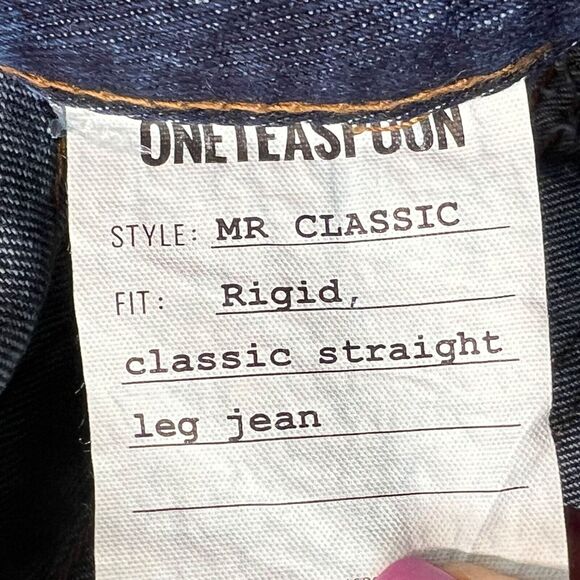 ONETEASPOON
STYLE: MR CLASSIC
FIT: Rigid,
classic straight
leg jean